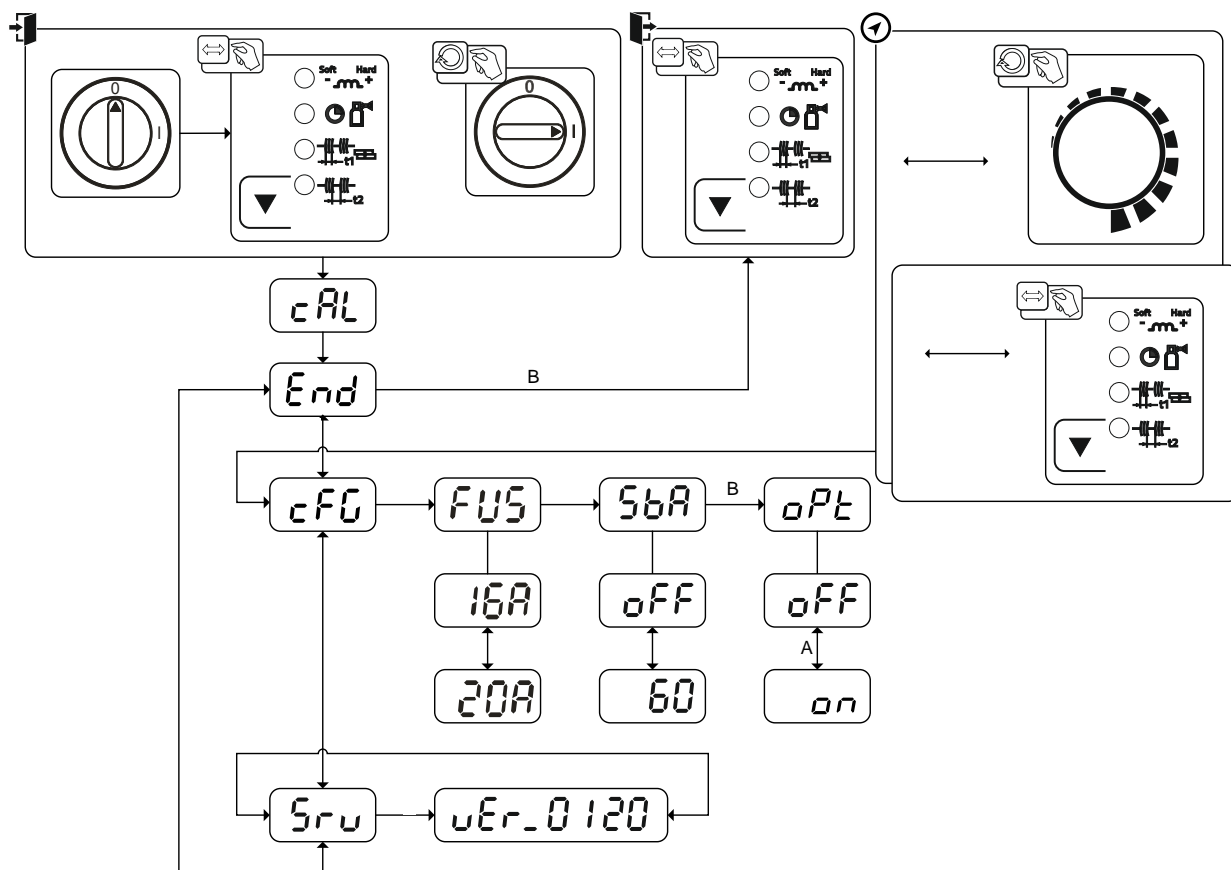 0
I
Soft Hard
- +
t1
t2
0
I
Soft Hard
- +
t1
t2
Soft Hard
- +
t1
t2
cAL
End
B
cFG
FUS
SbA
B
oPt
16A
oFF
oFF
A
20A
60
on
Sru
vEr_0120